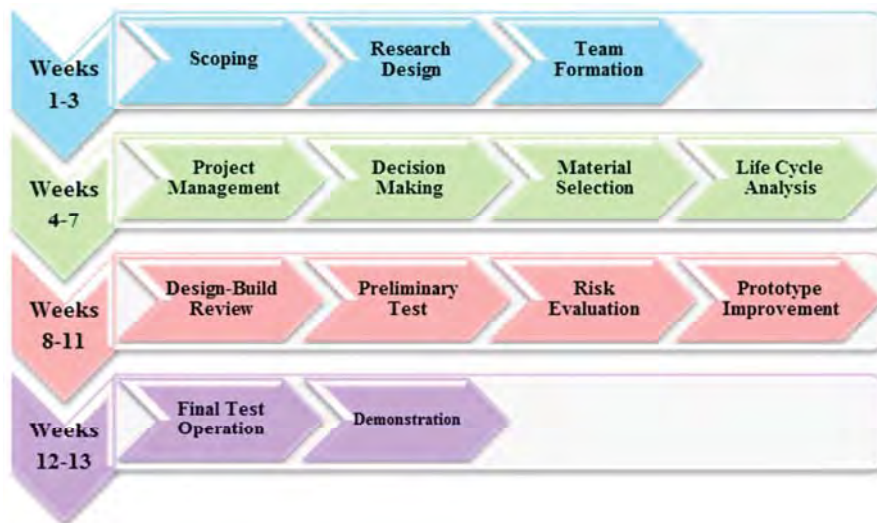 Weeks
1-3
Scoping
Research
Design
Team
Formation
Weeks
4-7
Project
Management
Decision
Making
Material
Selection
Life Cycle
Analysis
Weeks
8-11
Design-Build
Review
Preliminary
Test
Risk
Evaluation
Prototype
Improvement
Weeks
12-13
Final Test
Operation
Demonstration